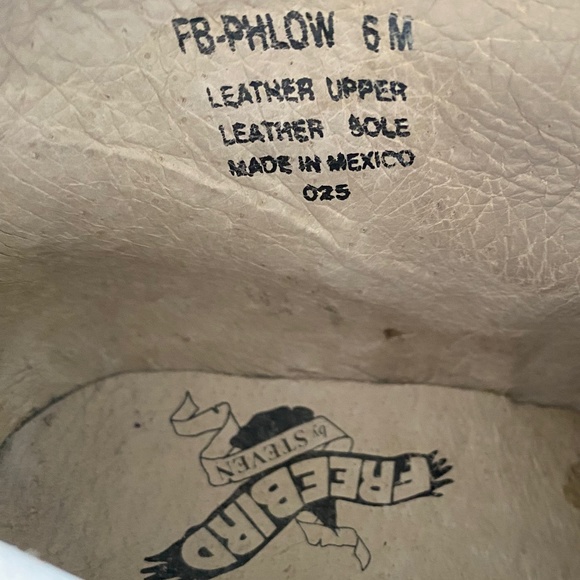 FB-PHLOW 6 M
LEATHER UPPER
LEATHER SOLE
MADE IN MEXICO
025
by STEVEN
FREEBIRD